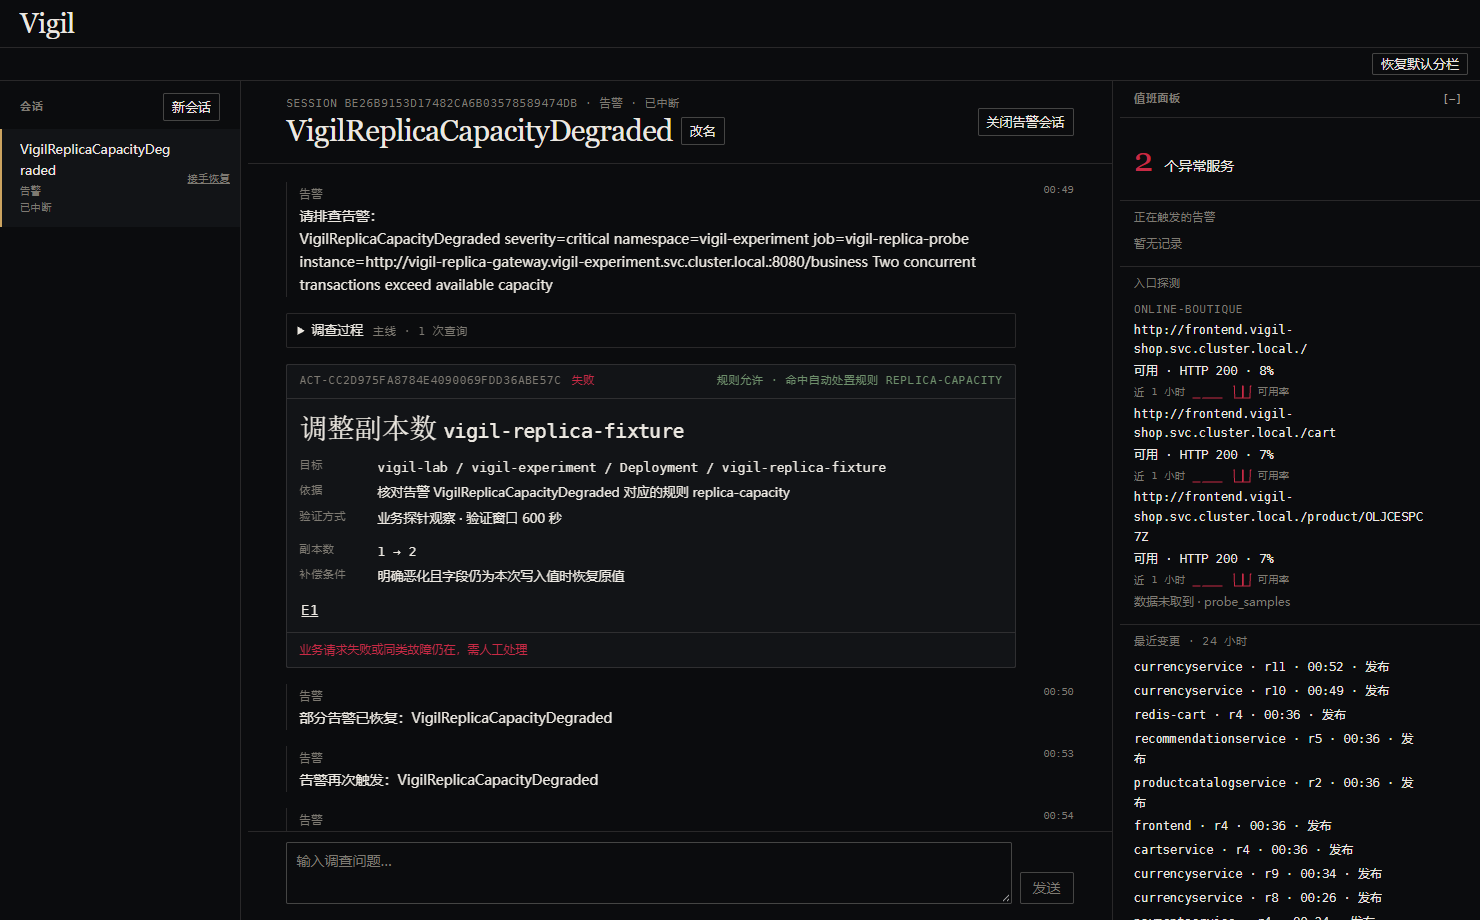 Vigil
恢复默认分栏
会话
新会话
VigilReplicaCapacityDeg
raded
告警
已中断
接手恢复
SESSION BE26B9153D17482CA6B03578589474DB · 告警 · 已中断
VigilReplicaCapacityDegraded
改名
关闭告警会话
告警
00:49
请排查告警：
VigilReplicaCapacityDegraded severity=critical namespace=vigil-experiment job=vigil-replica-probe
instance=http://vigil-replica-gateway.vigil-experiment.svc.cluster.local.:8080/business Two concurrent
transactions exceed available capacity
▶ 调查过程 主线 · 1 次查询
ACT-CC2D975FA8784E4090069FDD36ABE57C 失败
规则允许 · 命中自动处置规则 REPLICA-CAPACITY
调整副本数 vigil-replica-fixture
目标 vigil-lab / vigil-experiment / Deployment / vigil-replica-fixture
依据 核对告警 VigilReplicaCapacityDegraded 对应的规则 replica-capacity
验证方式 业务探针观察 · 验证窗口 600 秒
副本数 1 → 2
补偿条件 明确恶化且字段仍为本次写入值时恢复原值
E1
业务请求失败或同类故障仍在，需人工处理
告警
00:50
部分告警已恢复：VigilReplicaCapacityDegraded
告警
00:53
告警再次触发：VigilReplicaCapacityDegraded
告警
00:54
输入调查问题...
发送
值班面板
[−]
2 个异常服务
正在触发的告警
暂无记录
入口探测
ONLINE-BOUTIQUE
http://frontend.vigil-
shop.svc.cluster.local./
可用 · HTTP 200 · 8%
近 1 小时 可用率
http://frontend.vigil-
shop.svc.cluster.local./cart
可用 · HTTP 200 · 7%
近 1 小时 可用率
http://frontend.vigil-
shop.svc.cluster.local./product/OLJCESPC
7Z
可用 · HTTP 200 · 7%
近 1 小时 可用率
数据未取到 · probe_samples
最近变更 · 24 小时
currencyservice · r11 · 00:52 · 发布
currencyservice · r10 · 00:49 · 发布
redis-cart · r4 · 00:36 · 发布
recommendationservice · r5 · 00:36 · 发
布
productcatalogservice · r2 · 00:36 · 发
布
frontend · r4 · 00:36 · 发布
cartservice · r4 · 00:36 · 发布
currencyservice · r9 · 00:34 · 发布
currencyservice · r8 · 00:26 · 发布